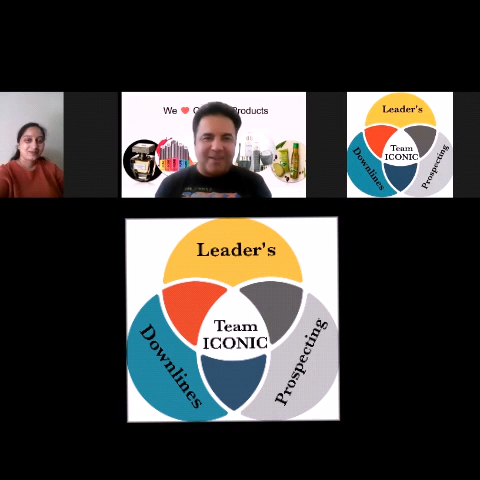 We ❤ O Products
Leader's
Team
ICONIC
Downlines
Prospecting
Leader's
Team
ICONIC
Downlines
Prospecting